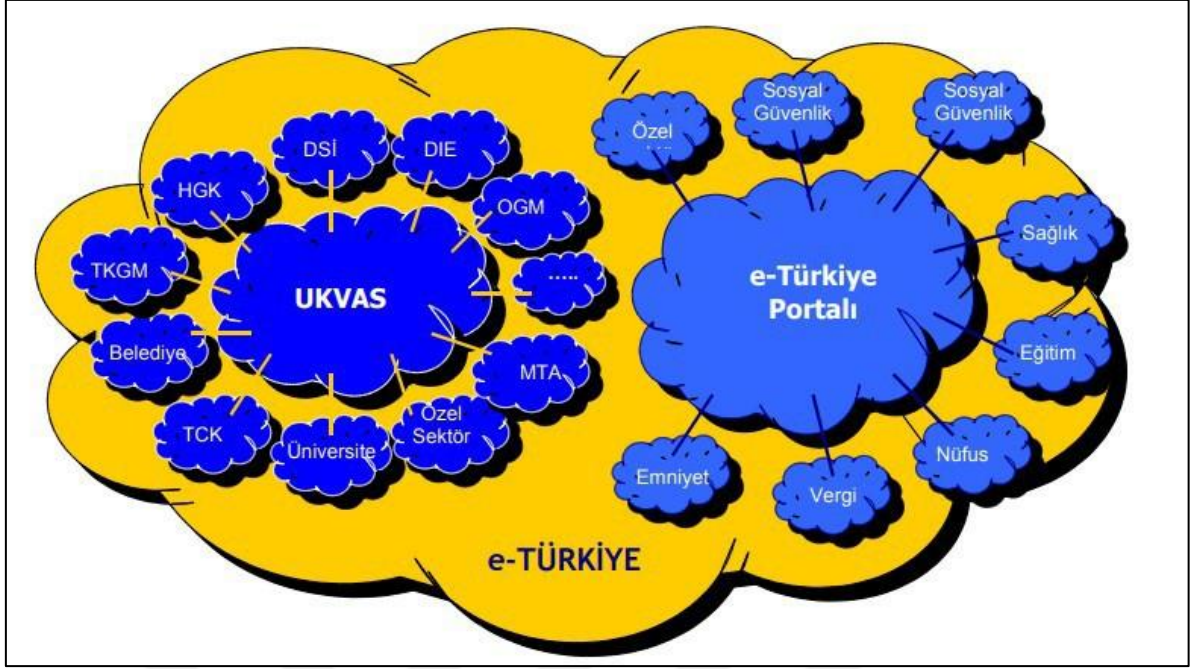 DSİ
DIE
HGK
OGM
TKGM
.....
UKVAS
Belediye
MTA
TCK
Üniversite
Özel
Sektör
Özel
Sosyal
Güvenlik
Sosyal
Güvenlik
Sağlık
e-Türkiye
Portalı
Eğitim
Emniyet
Vergi
Nüfus
e-TÜRKİYE